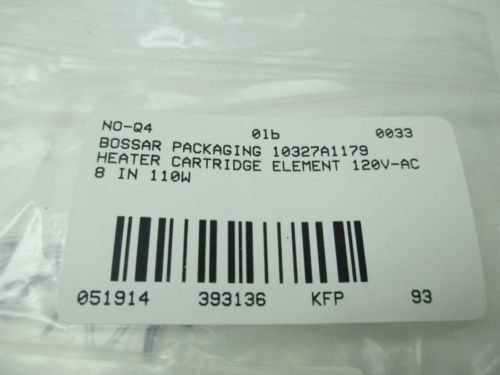 NO-Q4 01b 0033
BOSSAR PACKAGING 10327A1179
HEATER CARTRIDGE ELEMENT 120V-AC
8 IN 110W
051914 393136 KFP 93